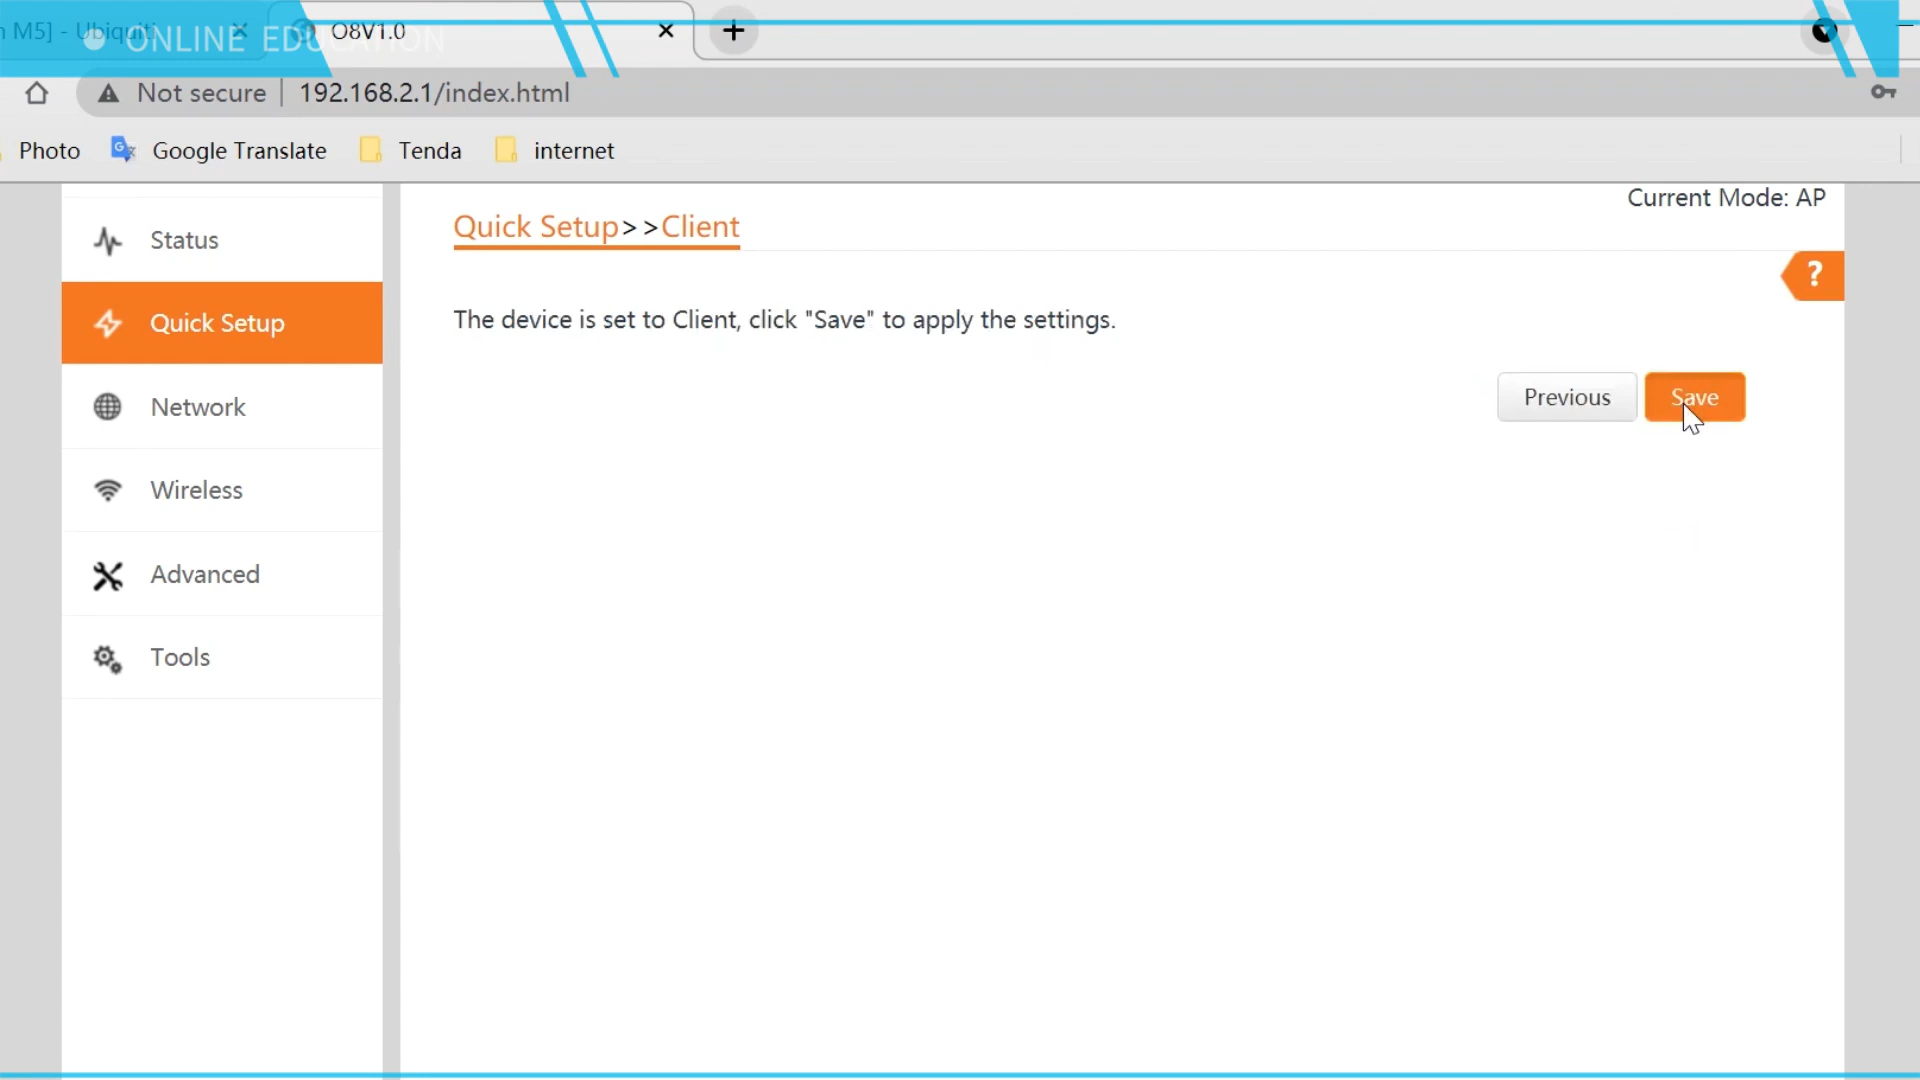 M5] - Ubiquiti
ONLINE EDUCATION
O8V1.0
Not secure
192.168.2.1/index.html
Photo
Google Translate
Tenda
internet
Current Mode: AP
Quick Setup>>Client
?
Status
Quick Setup
Network
Wireless
Advanced
Tools
The device is set to Client, click "Save" to apply the settings.
Previous
Save